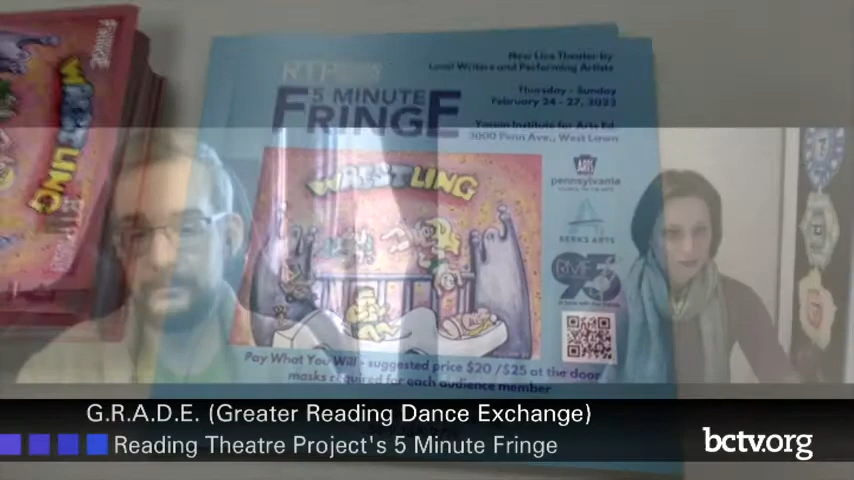 FRINGE
WRESTLING
RTP
5 MINUTE
FRINGE
New Live Theater by
Local Writers and Performing Artists
Thursday - Sunday
February 24 - 27, 2022
Yocum Institute for Arts Ed.
3000 Penn Ave., West Lawn
WRESTLING
pennsylvania
BERKS ARTS
Pay What You Will - suggested price $20 /$25 at the door
masks required for each audience member
G.R.A.D.E. (Greater Reading Dance Exchange)
Reading Theatre Project's 5 Minute Fringe
bctv.org